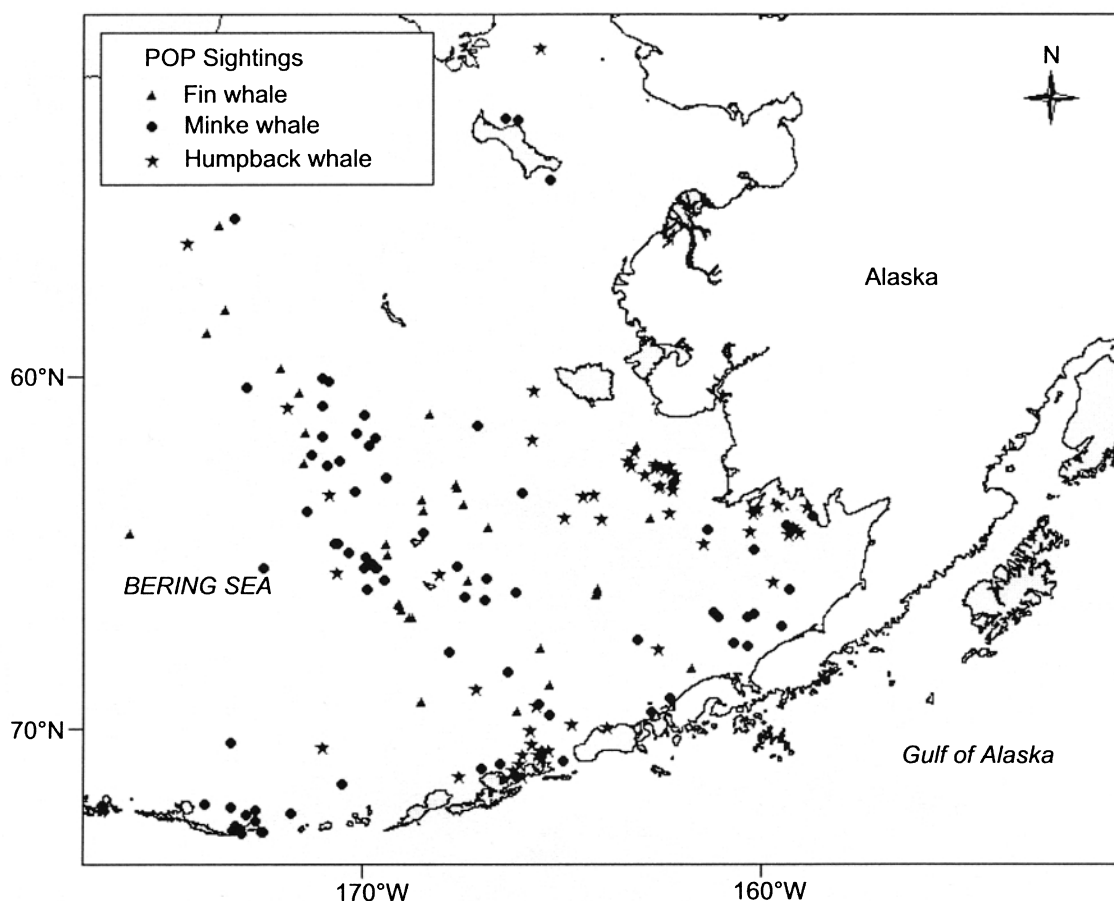 POP Sightings
Fin whale
Minke whale
Humpback whale
N
Alaska
60°N
BERING SEA
70°N
Gulf of Alaska
170°W
160°W